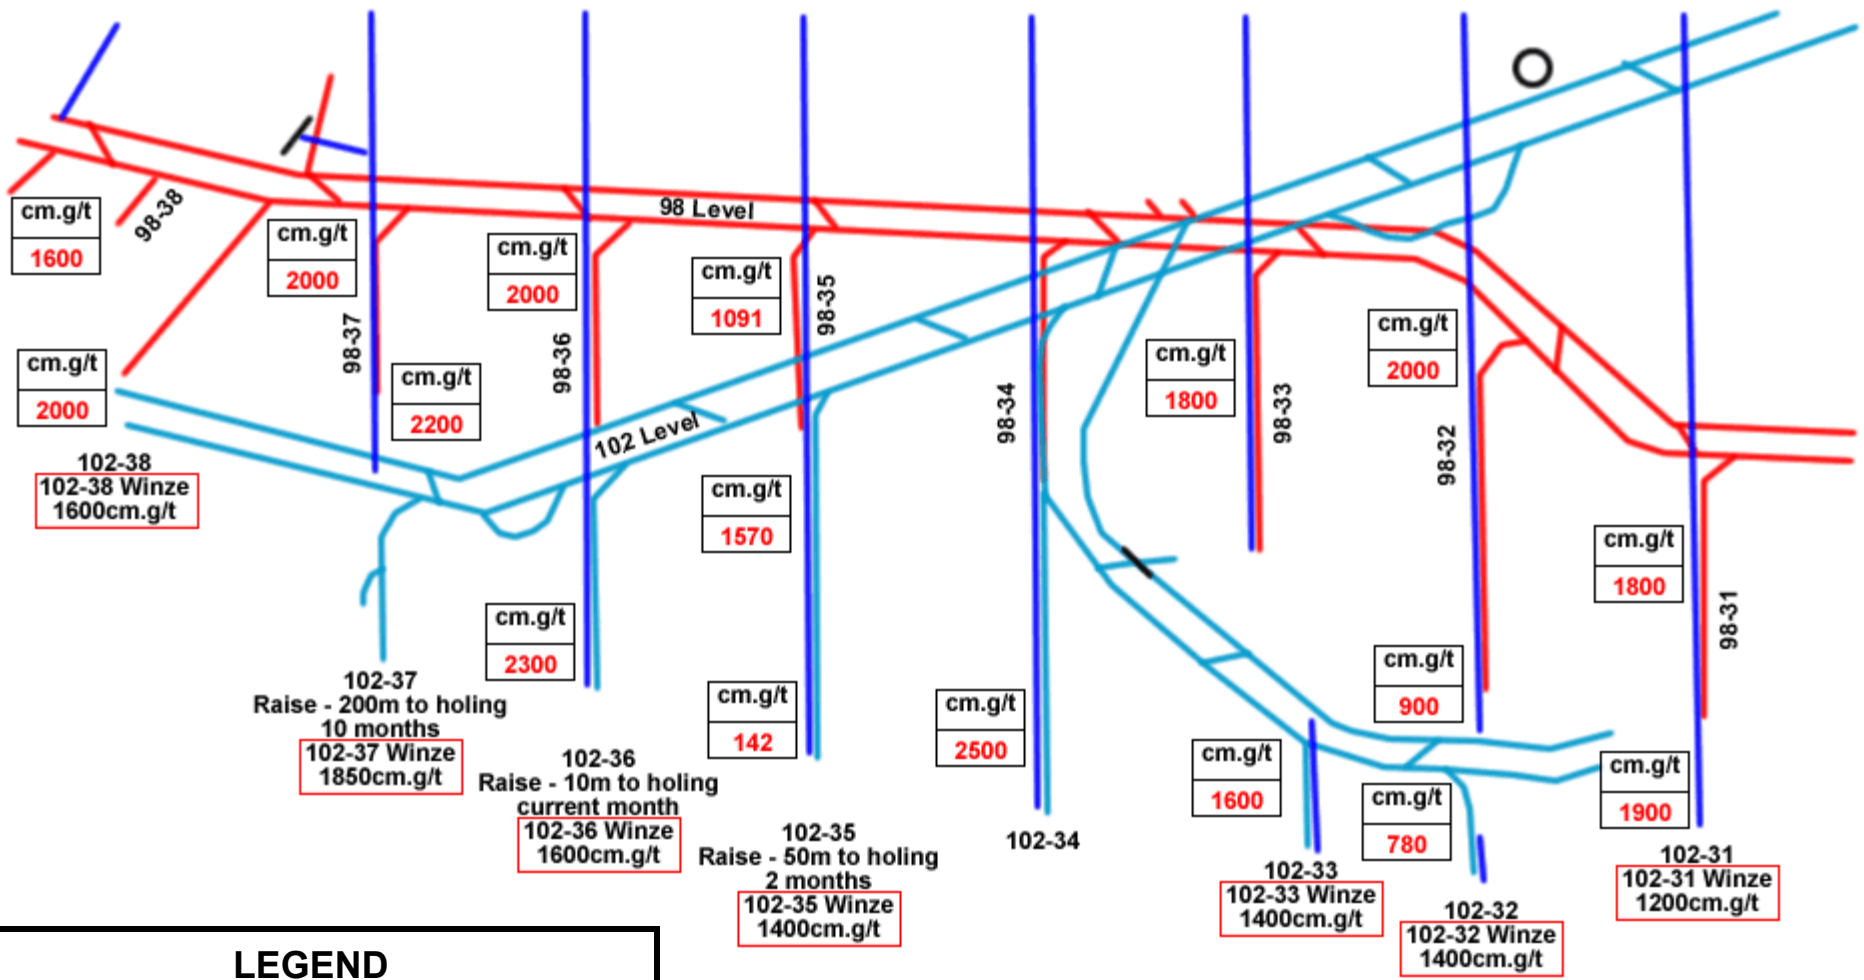 98 Level
98-38
cm.g/t
1600
cm.g/t
2000
cm.g/t
2000
cm.g/t
1091
98-35
98-37
98-36
cm.g/t
2000
cm.g/t
2200
cm.g/t
1800
cm.g/t
2000
98-34
98-33
98-32
102 Level
102-38
102-38 Winze
1600cm.g/t
cm.g/t
1570
cm.g/t
1800
98-31
cm.g/t
2300
cm.g/t
142
cm.g/t
2500
cm.g/t
900
cm.g/t
1600
cm.g/t
780
cm.g/t
1900
102-37
Raise - 200m to holing
10 months
102-37 Winze
1850cm.g/t
102-36
Raise - 10m to holing
current month
102-36 Winze
1600cm.g/t
102-35
Raise - 50m to holing
2 months
102-35 Winze
1400cm.g/t
102-34
102-33
102-33 Winze
1400cm.g/t
102-32
102-32 Winze
1400cm.g/t
102-31
102-31 Winze
1200cm.g/t
LEGEND